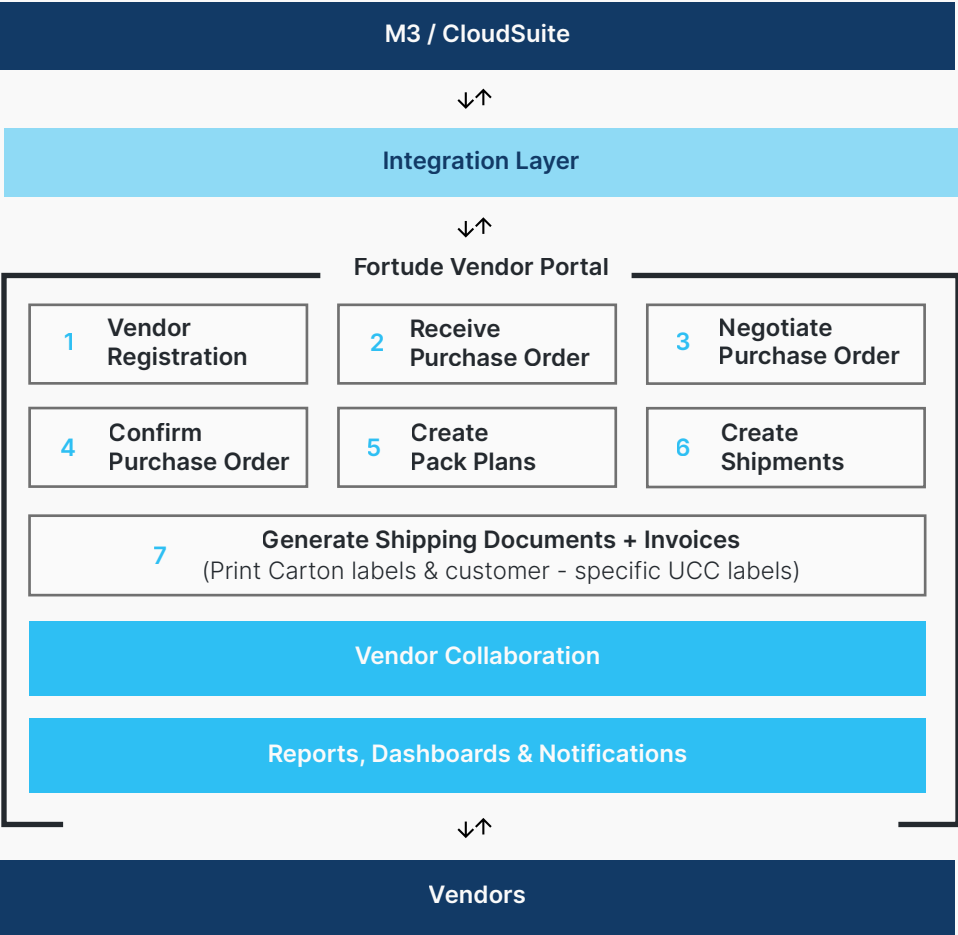 M3 / CloudSuite
↓↑
Integration Layer
↓↑
Fortude Vendor Portal
1
Vendor
Registration
2
Receive
Purchase Order
3
Negotiate
Purchase Order
4
Confirm
Purchase Order
5
Create
Pack Plans
6
Create
Shipments
7
Generate Shipping Documents + Invoices
(Print Carton labels & customer - specific UCC labels)
Vendor Collaboration
Reports, Dashboards & Notifications
↓↑
Vendors